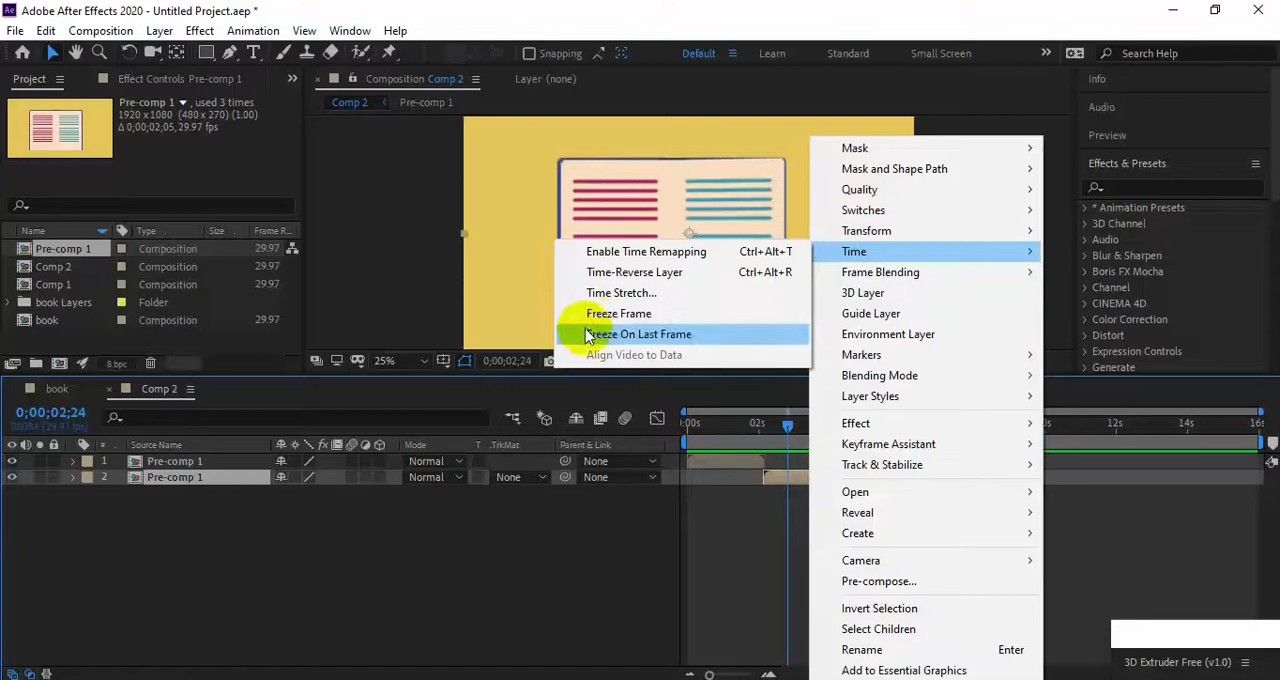 Adobe After Effects 2020 - Untitled Project.aep *
File Edit Composition Layer Effect Animation View Window Help
Snapping Default Learn Standard Small Screen Search Help
Project Effect Controls Pre-comp 1
Composition Comp 2 Layer (none)
Comp 2 Pre-comp 1
Pre-comp 1 , used 3 times
1920 x 1080 (480 x 270) (1.00)
Δ 0;00;02;05, 29.97 fps
Name Type Size Frame R...
Pre-comp 1 Composition 29.97
Comp 2 Composition 29.97
Comp 1 Composition 29.97
book Layers Folder
book Composition 29.97
8 bpc
25% 0;00;02;24
Enable Time Remapping Ctrl+Alt+T
Time-Reverse Layer Ctrl+Alt+R
Time Stretch...
Freeze Frame
Freeze On Last Frame
Align Video to Data
Mask
Mask and Shape Path
Quality
Switches
Transform
Time
Frame Blending
3D Layer
Guide Layer
Environment Layer
Markers
Blending Mode
Layer Styles
Effect
Keyframe Assistant
Track & Stabilize
Open
Reveal
Create
Camera
Pre-compose...
Invert Selection
Select Children
Rename Enter
Add to Essential Graphics
Info
Audio
Preview
Effects & Presets
* Animation Presets
3D Channel
Audio
Blur & Sharpen
Boris FX Mocha
Channel
CINEMA 4D
Color Correction
Distort
Expression Controls
Generate
book Comp 2
0;00;02;24
00084 (29.97 fps)
# Source Name Mode T TrkMat Parent & Link
1 Pre-comp 1 Normal None
2 Pre-comp 1 Normal None None
:00s 02s 0s 12s 14s 16s
3D Extruder Free (v1.0)